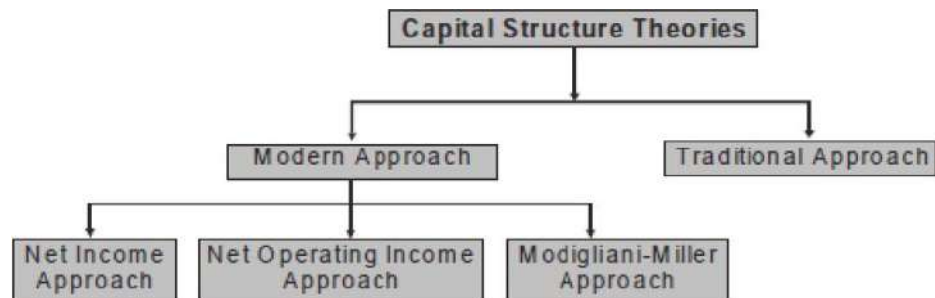 Capital Structure Theories
Modern Approach
Traditional Approach
Net Income
Approach
Net Operating Income
Approach
Modigliani-Miller
Approach